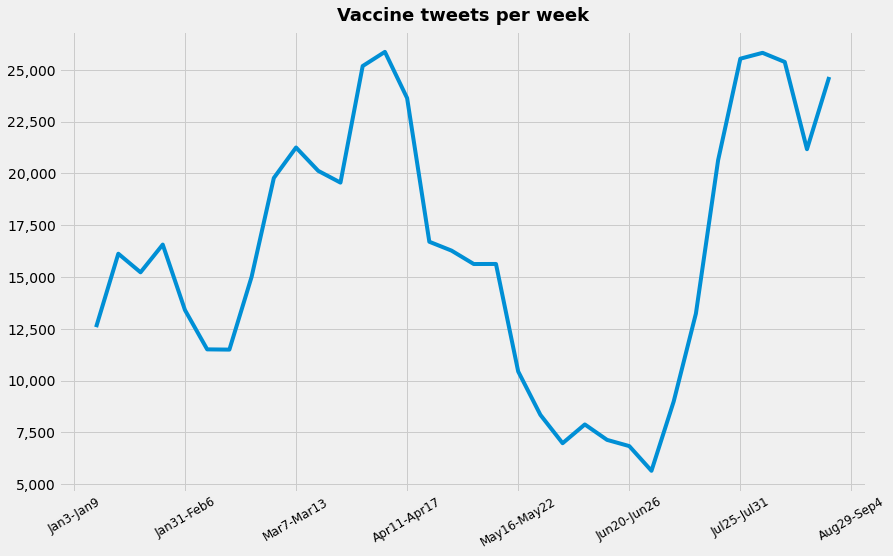 Vaccine tweets per week
25,000
22,500
20,000
17,500
15,000
12,500
10,000
7,500
5,000
Jan3-Jan9
Jan31-Feb6
Mar7-Mar13
Apr11-Apr17
May16-May22
Jun20-Jun26
Jul25-Jul31
Aug29-Sep4